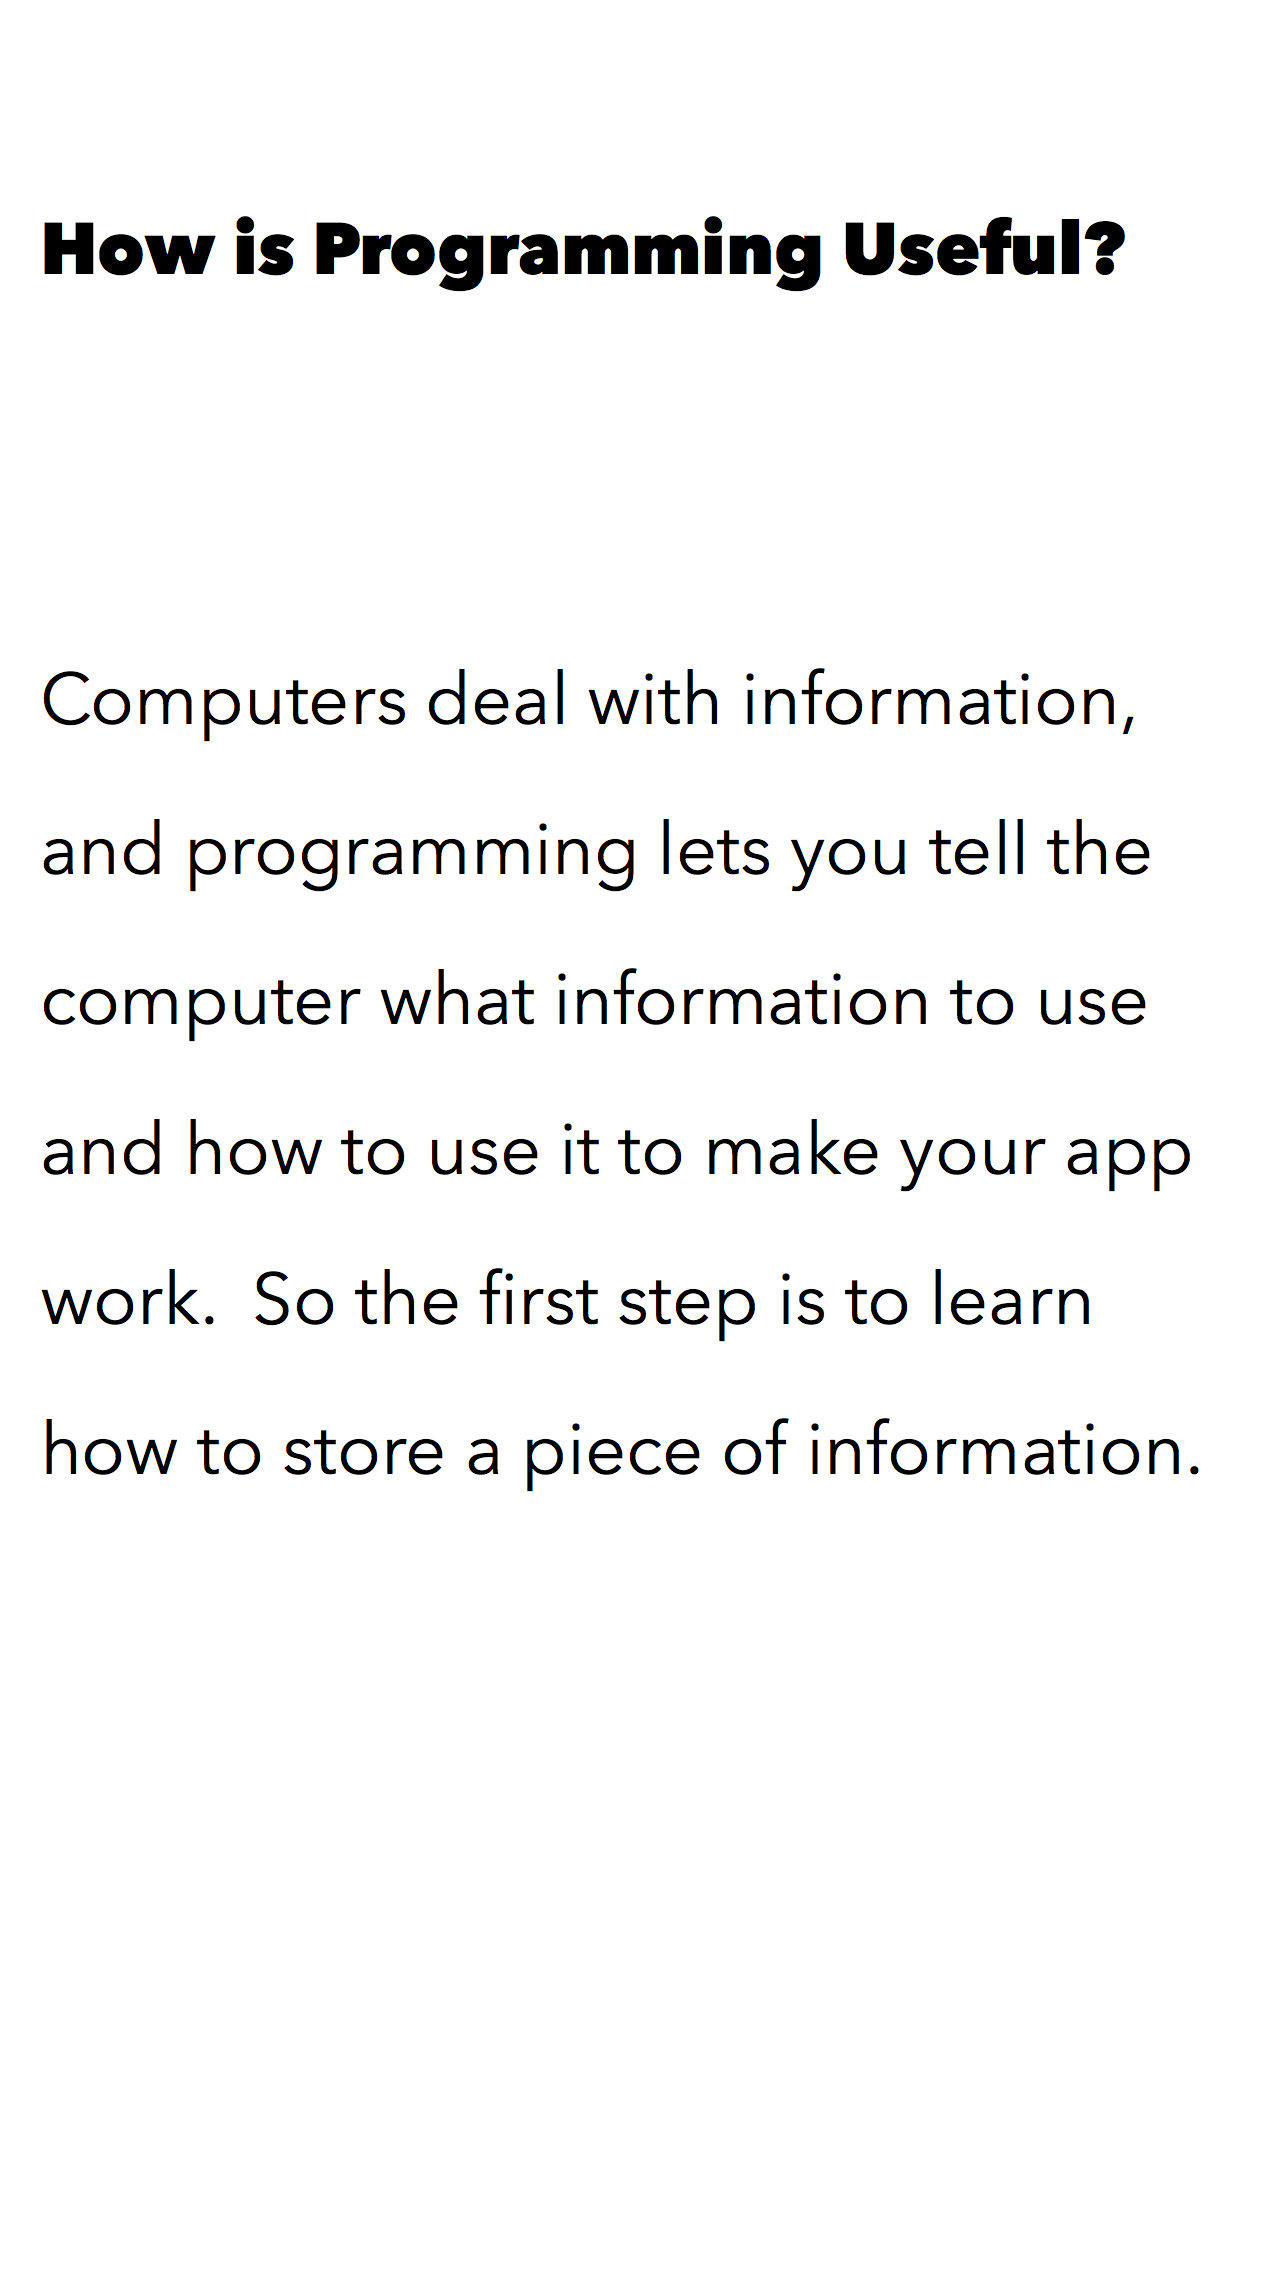 How is Programming Useful?
Computers deal with information,
and programming lets you tell the
computer what information to use
and how to use it to make your app
work.  So the first step is to learn
how to store a piece of information.